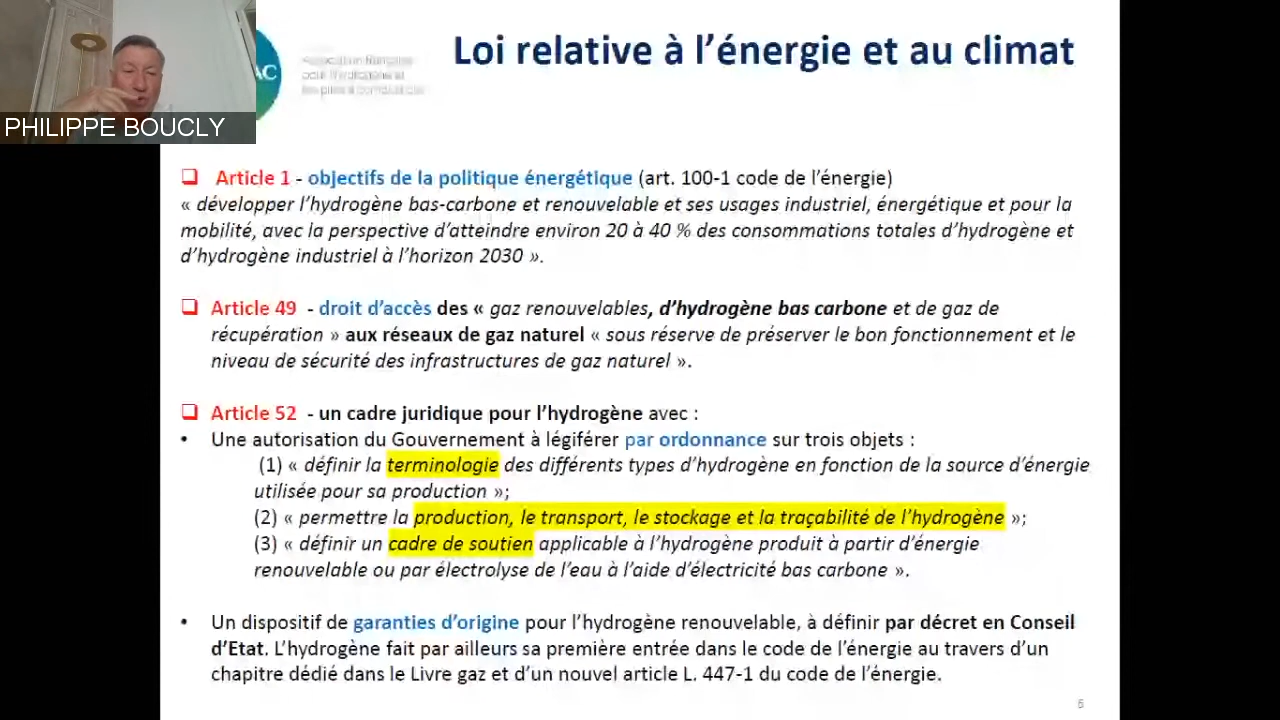 Loi relative à l’énergie et au climat
AC
Association française
pour l'hydrogène et
les piles à combustible
PHILIPPE BOUCLY
❑ Article 1 - objectifs de la politique énergétique (art. 100-1 code de l’énergie)
« développer l’hydrogène bas-carbone et renouvelable et ses usages industriel, énergétique et pour la
mobilité, avec la perspective d’atteindre environ 20 à 40 % des consommations totales d’hydrogène et
d’hydrogène industriel à l’horizon 2030 ».
❑ Article 49 - droit d’accès des « gaz renouvelables, d’hydrogène bas carbone et de gaz de
récupération » aux réseaux de gaz naturel « sous réserve de préserver le bon fonctionnement et le
niveau de sécurité des infrastructures de gaz naturel ».
❑ Article 52 - un cadre juridique pour l’hydrogène avec :
• Une autorisation du Gouvernement à légiférer par ordonnance sur trois objets :
(1) « définir la terminologie des différents types d’hydrogène en fonction de la source d’énergie
utilisée pour sa production »;
(2) « permettre la production, le transport, le stockage et la traçabilité de l’hydrogène »;
(3) « définir un cadre de soutien applicable à l’hydrogène produit à partir d’énergie
renouvelable ou par électrolyse de l’eau à l’aide d’électricité bas carbone ».
• Un dispositif de garanties d’origine pour l’hydrogène renouvelable, à définir par décret en Conseil
d’Etat. L’hydrogène fait par ailleurs sa première entrée dans le code de l’énergie au travers d’un
chapitre dédié dans le Livre gaz et d’un nouvel article L. 447-1 du code de l’énergie.